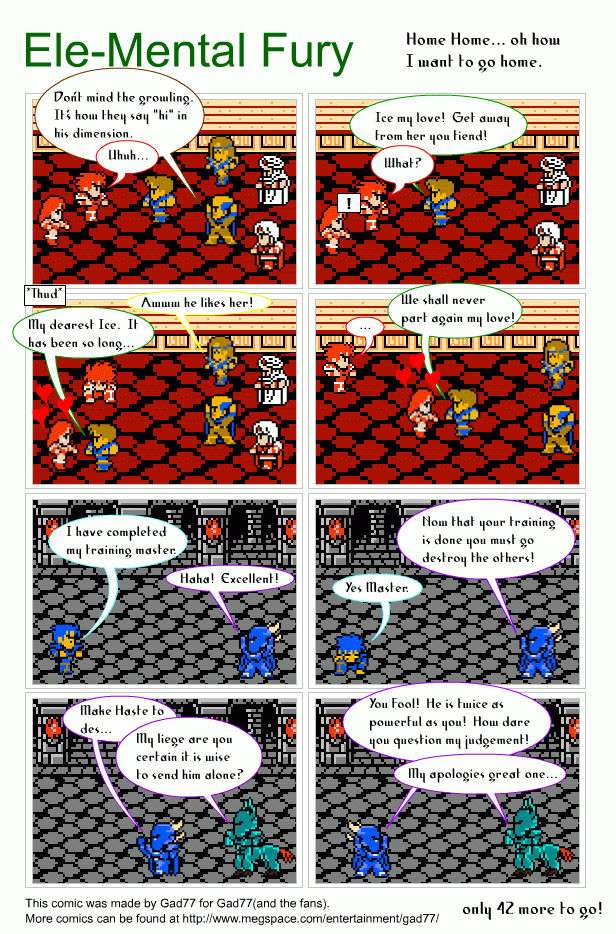 Ele-Mental Fury
Home Home... oh how
I want to go home.
Don't mind the growling.
It's how they say "hi" in
his dimension.
Uhuh...
Ice my love! Get away
from her you fiend!
What?
!
*Thud*
My dearest Ice. It
has been so long...
Awwww he likes her!
We shall never
part again my love!
...
I have completed
my training master.
Haha! Excellent!
Now that your training
is done you must go
destroy the others!
Yes Master.
Make Haste to
des...
My liege are you
certain it is wise
to send him alone?
You Fool! He is twice as
powerful as you! How dare
you question my judgement!
My apologies great one...
This comic was made by Gad77 for Gad77(and the fans).
More comics can be found at http://www.megspace.com/entertainment/gad77/
only 42 more to go!